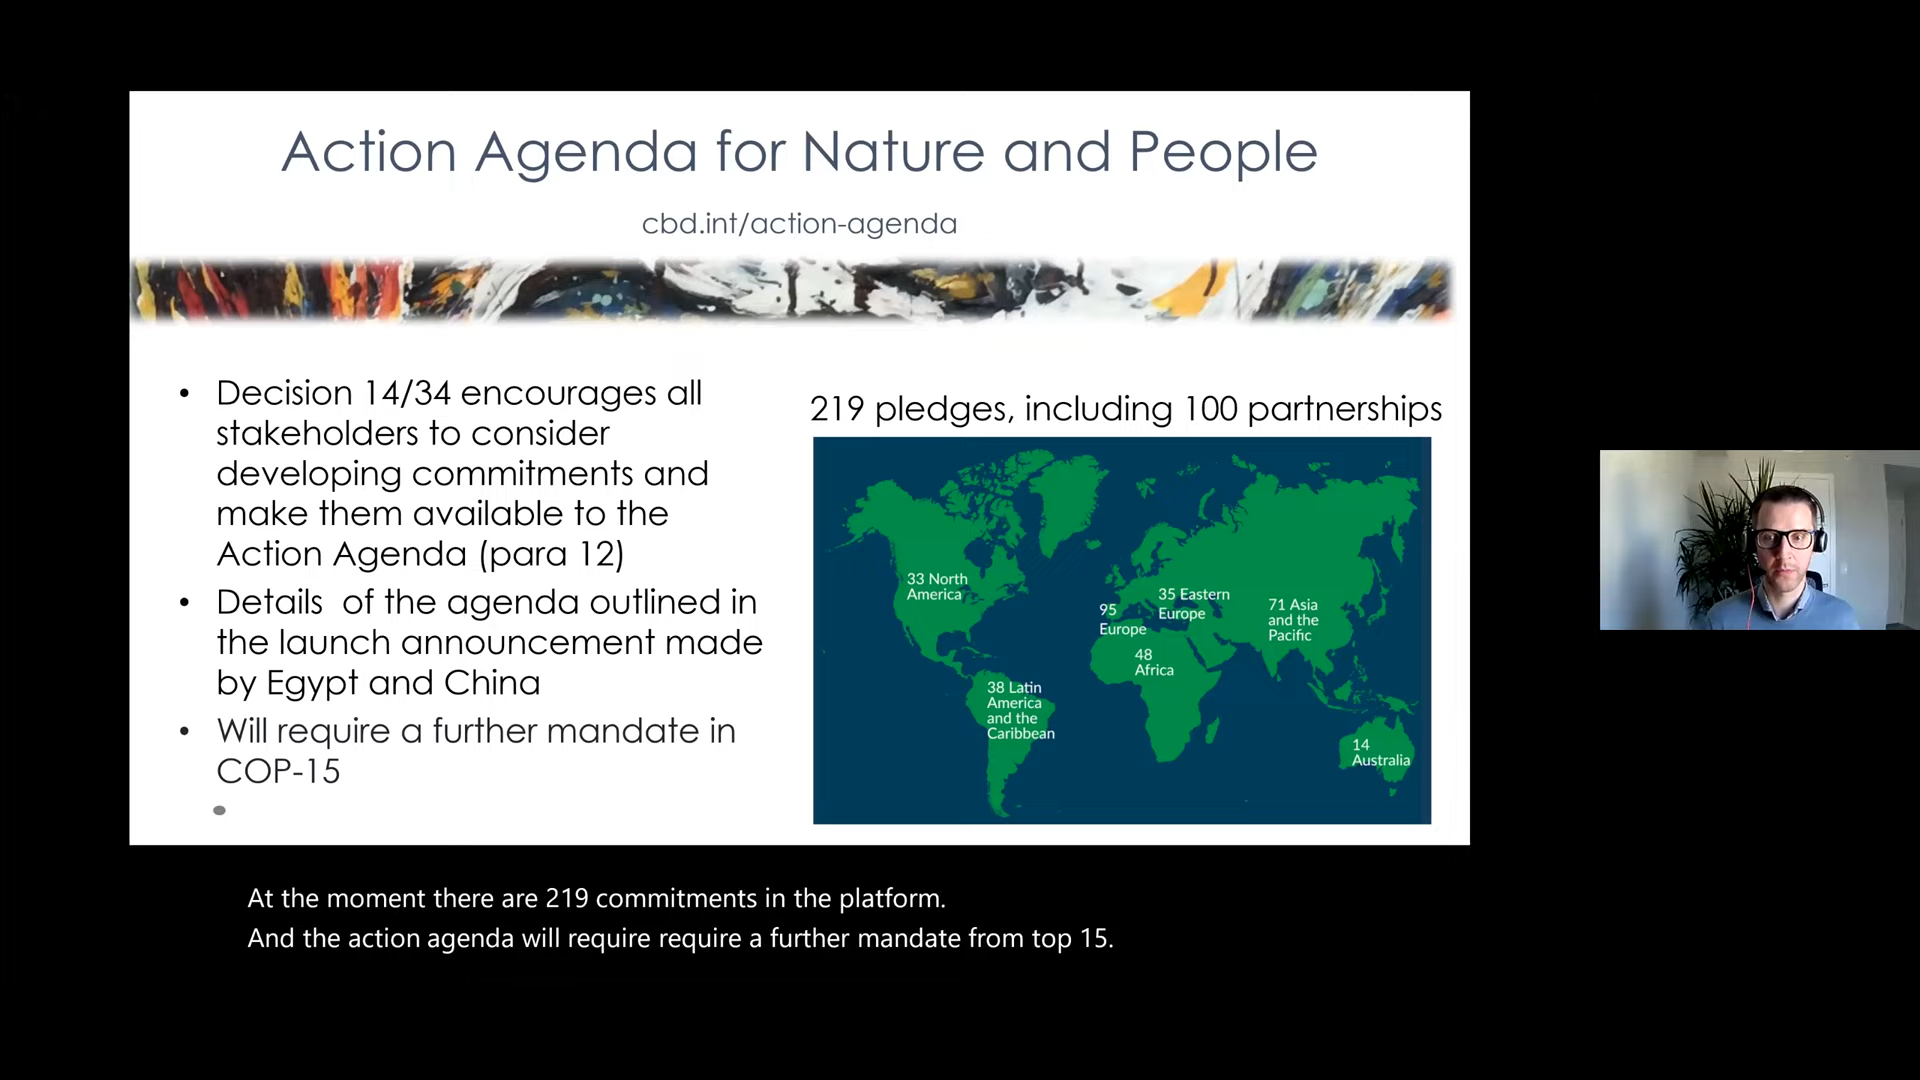 Action Agenda for Nature and People
cbd.int/action-agenda
• Decision 14/34 encourages all
stakeholders to consider
developing commitments and
make them available to the
Action Agenda (para 12)
• Details of the agenda outlined in
the launch announcement made
by Egypt and China
• Will require a further mandate in
COP-15
219 pledges, including 100 partnerships
33 North
America
95
Europe
35 Eastern
Europe
71 Asia
and the
Pacific
48
Africa
38 Latin
America
and the
Caribbean
14
Australia
At the moment there are 219 commitments in the platform.
And the action agenda will require require a further mandate from top 15.